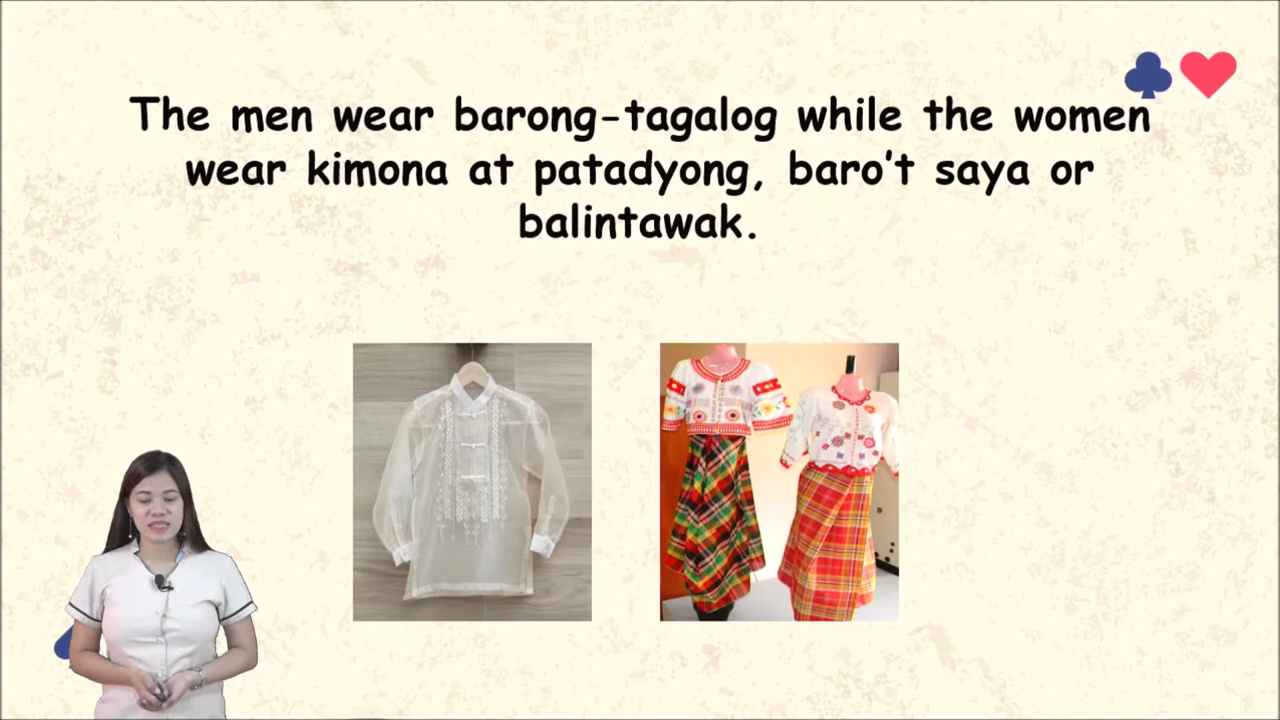 The men wear barong-tagalog while the women
wear kimona at patadyong, baro't saya or
balintawak.